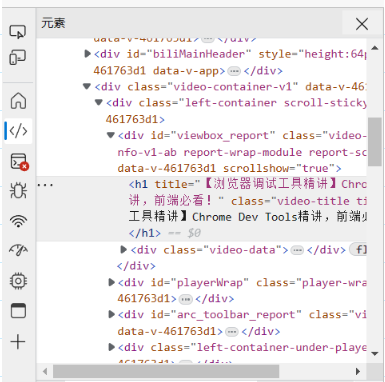 元素
data-v-461763d1 data-v-app>…</div>
<div id="biliMainHeader" style="height:64p
461763d1 data-v-app>…</div>
<div class="video-container-v1" data-v-46
<div class="left-container scroll-sticky
461763d1>
<div id="viewbox_report" class="video-
nfo-v1-ab report-wrap-module report-sc
data-v-461763d1 scrollshow="true">
<h1 title="【浏览器调试工具精讲】Chro
讲，前端必看！" class="video-title ti
工具精讲】Chrome Dev Tools精讲，前端必
</h1> == $0
<div class="video-data">…</div> fl
</div>
<div id="playerWrap" class="player-wra
461763d1>…</div>
<div id="arc_toolbar_report" class="vi
data-v-461763d1>…</div>
<div class="left-container-under-playe
461763d1>…</div>